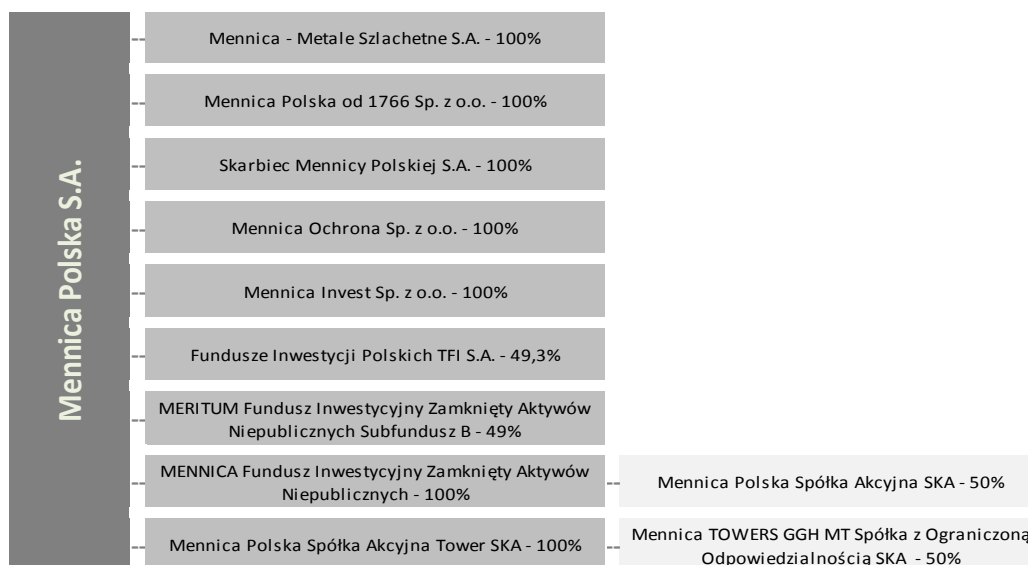 Mennica Polska S.A.
Mennica - Metale Szlachetne S.A. - 100%
Mennica Polska od 1766 Sp. z o.o. - 100%
Skarbiec Mennicy Polskiej S.A. - 100%
Mennica Ochrona Sp. z o.o. - 100%
Mennica Invest Sp. z o.o. - 100%
Fundusze Inwestycji Polskich TFI S.A. - 49,3%
MERITUM Fundusz Inwestycyjny Zamknięty Aktywów
Niepublicznych Subfundusz B - 49%
MENNICA Fundusz Inwestycyjny Zamknięty Aktywów
Niepublicznych - 100%
Mennica Polska Spółka Akcyjna SKA - 50%
Mennica Polska Spółka Akcyjna Tower SKA - 100%
Mennica TOWERS GGH MT Spółka z Ograniczoną
Odpowiedzialnością SKA - 50%